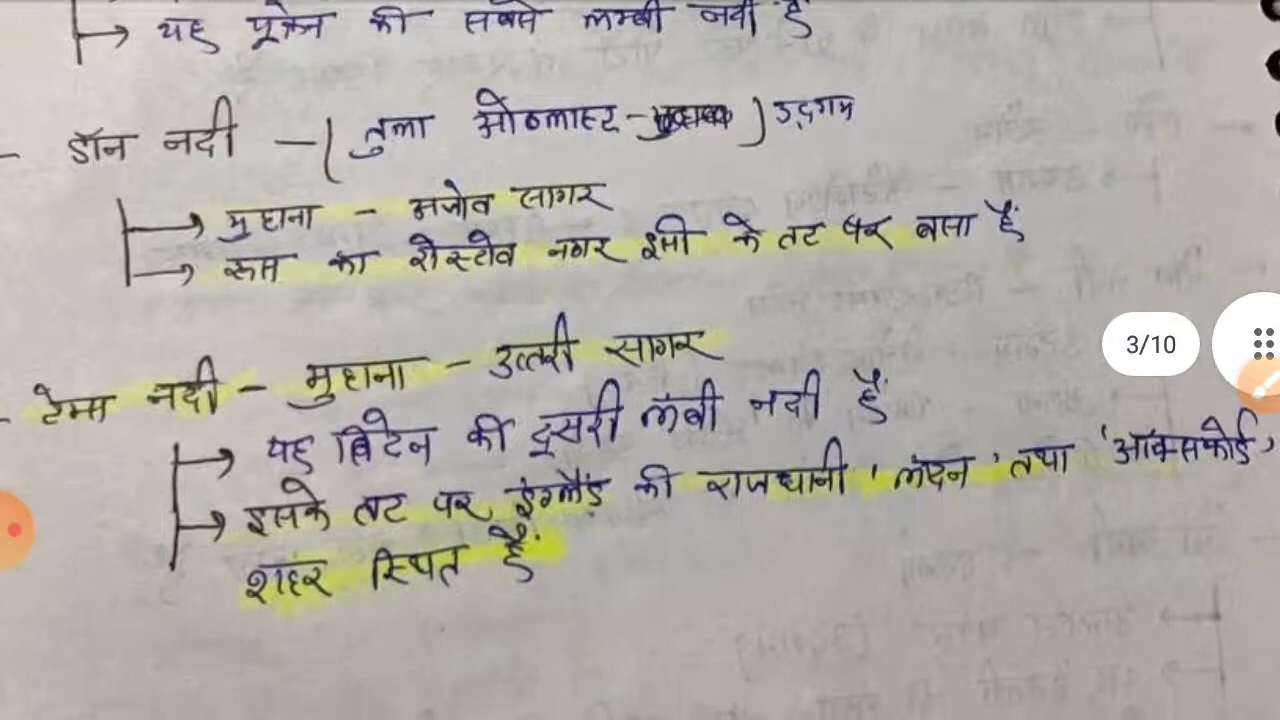 → यह यूक्रेन की सबसे लम्बी नदी है
- डॉन नदी - (तुला ओब्लास्ट - ) उद्गम
→ मुहाना - अजोव सागर
→ रूस का रोस्टोव नगर इसी के तट पर बसा है
- टेम्स नदी - मुहाना - उत्तरी सागर
→ यह ब्रिटेन की दूसरी लंबी नदी है
→ इसके तट पर इंग्लैंड की राजधानी 'लंदन' तथा 'ऑक्सफोर्ड'
शहर स्थित है
3/10